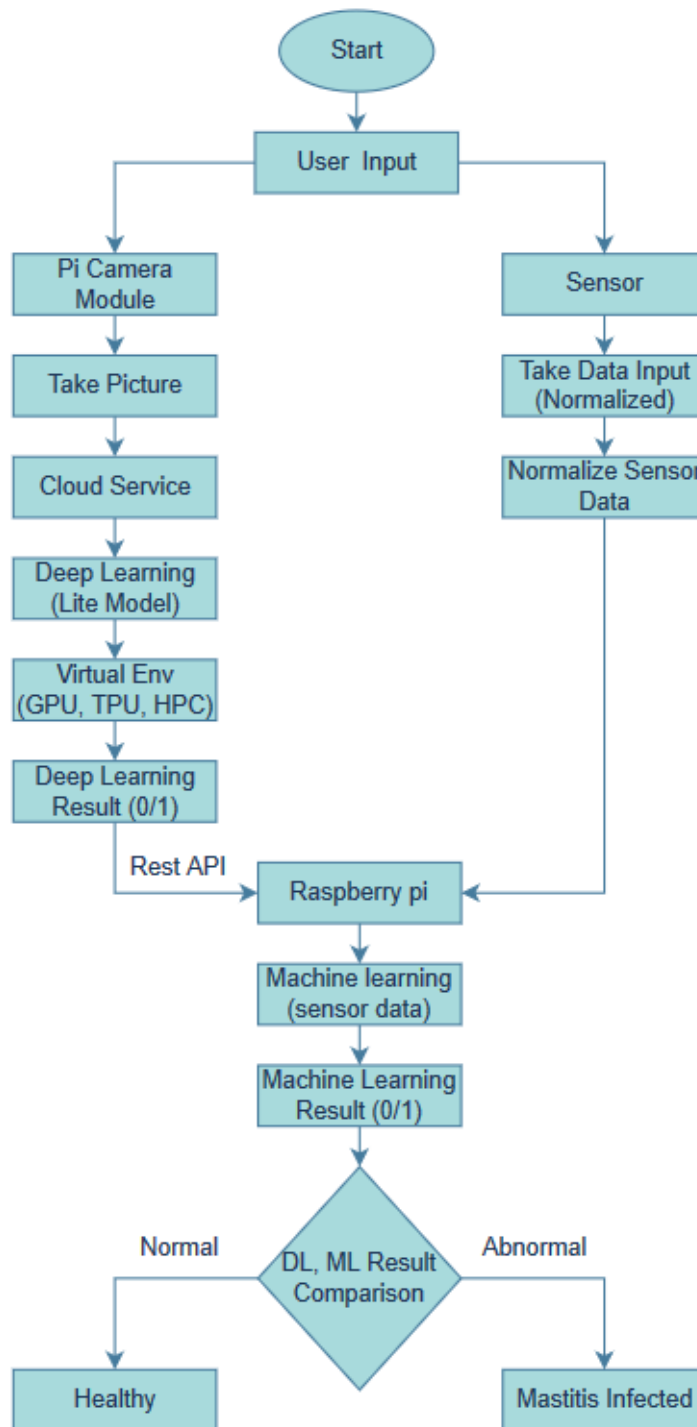 Start
User Input
Pi Camera
Module
Sensor
Take Picture
Take Data Input
(Normalized)
Cloud Service
Normalize Sensor
Data
Deep Learning
(Lite Model)
Virtual Env
(GPU, TPU, HPC)
Deep Learning
Result (0/1)
Rest API
Raspberry pi
Machine learning
(sensor data)
Machine Learning
Result (0/1)
Normal
Abnormal
DL, ML Result
Comparison
Healthy
Mastitis Infected